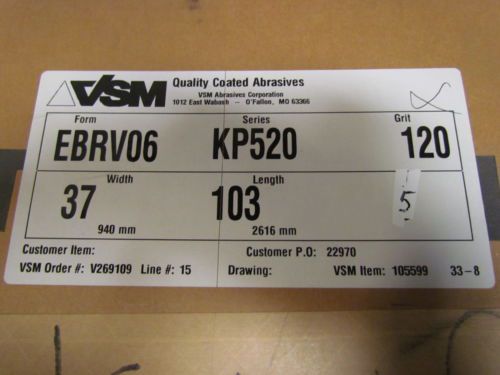 VSM Quality Coated Abrasives
VSM Abrasives Corporation
1012 East Wabash – O'Fallon, MO 63366
Form Series Grit
EBRV06 KP520 120
Width Length
37 103 5
940 mm 2616 mm
Customer Item: Customer P.O: 22970
VSM Order #: V269109 Line #: 15 Drawing: VSM Item: 105599 33-8